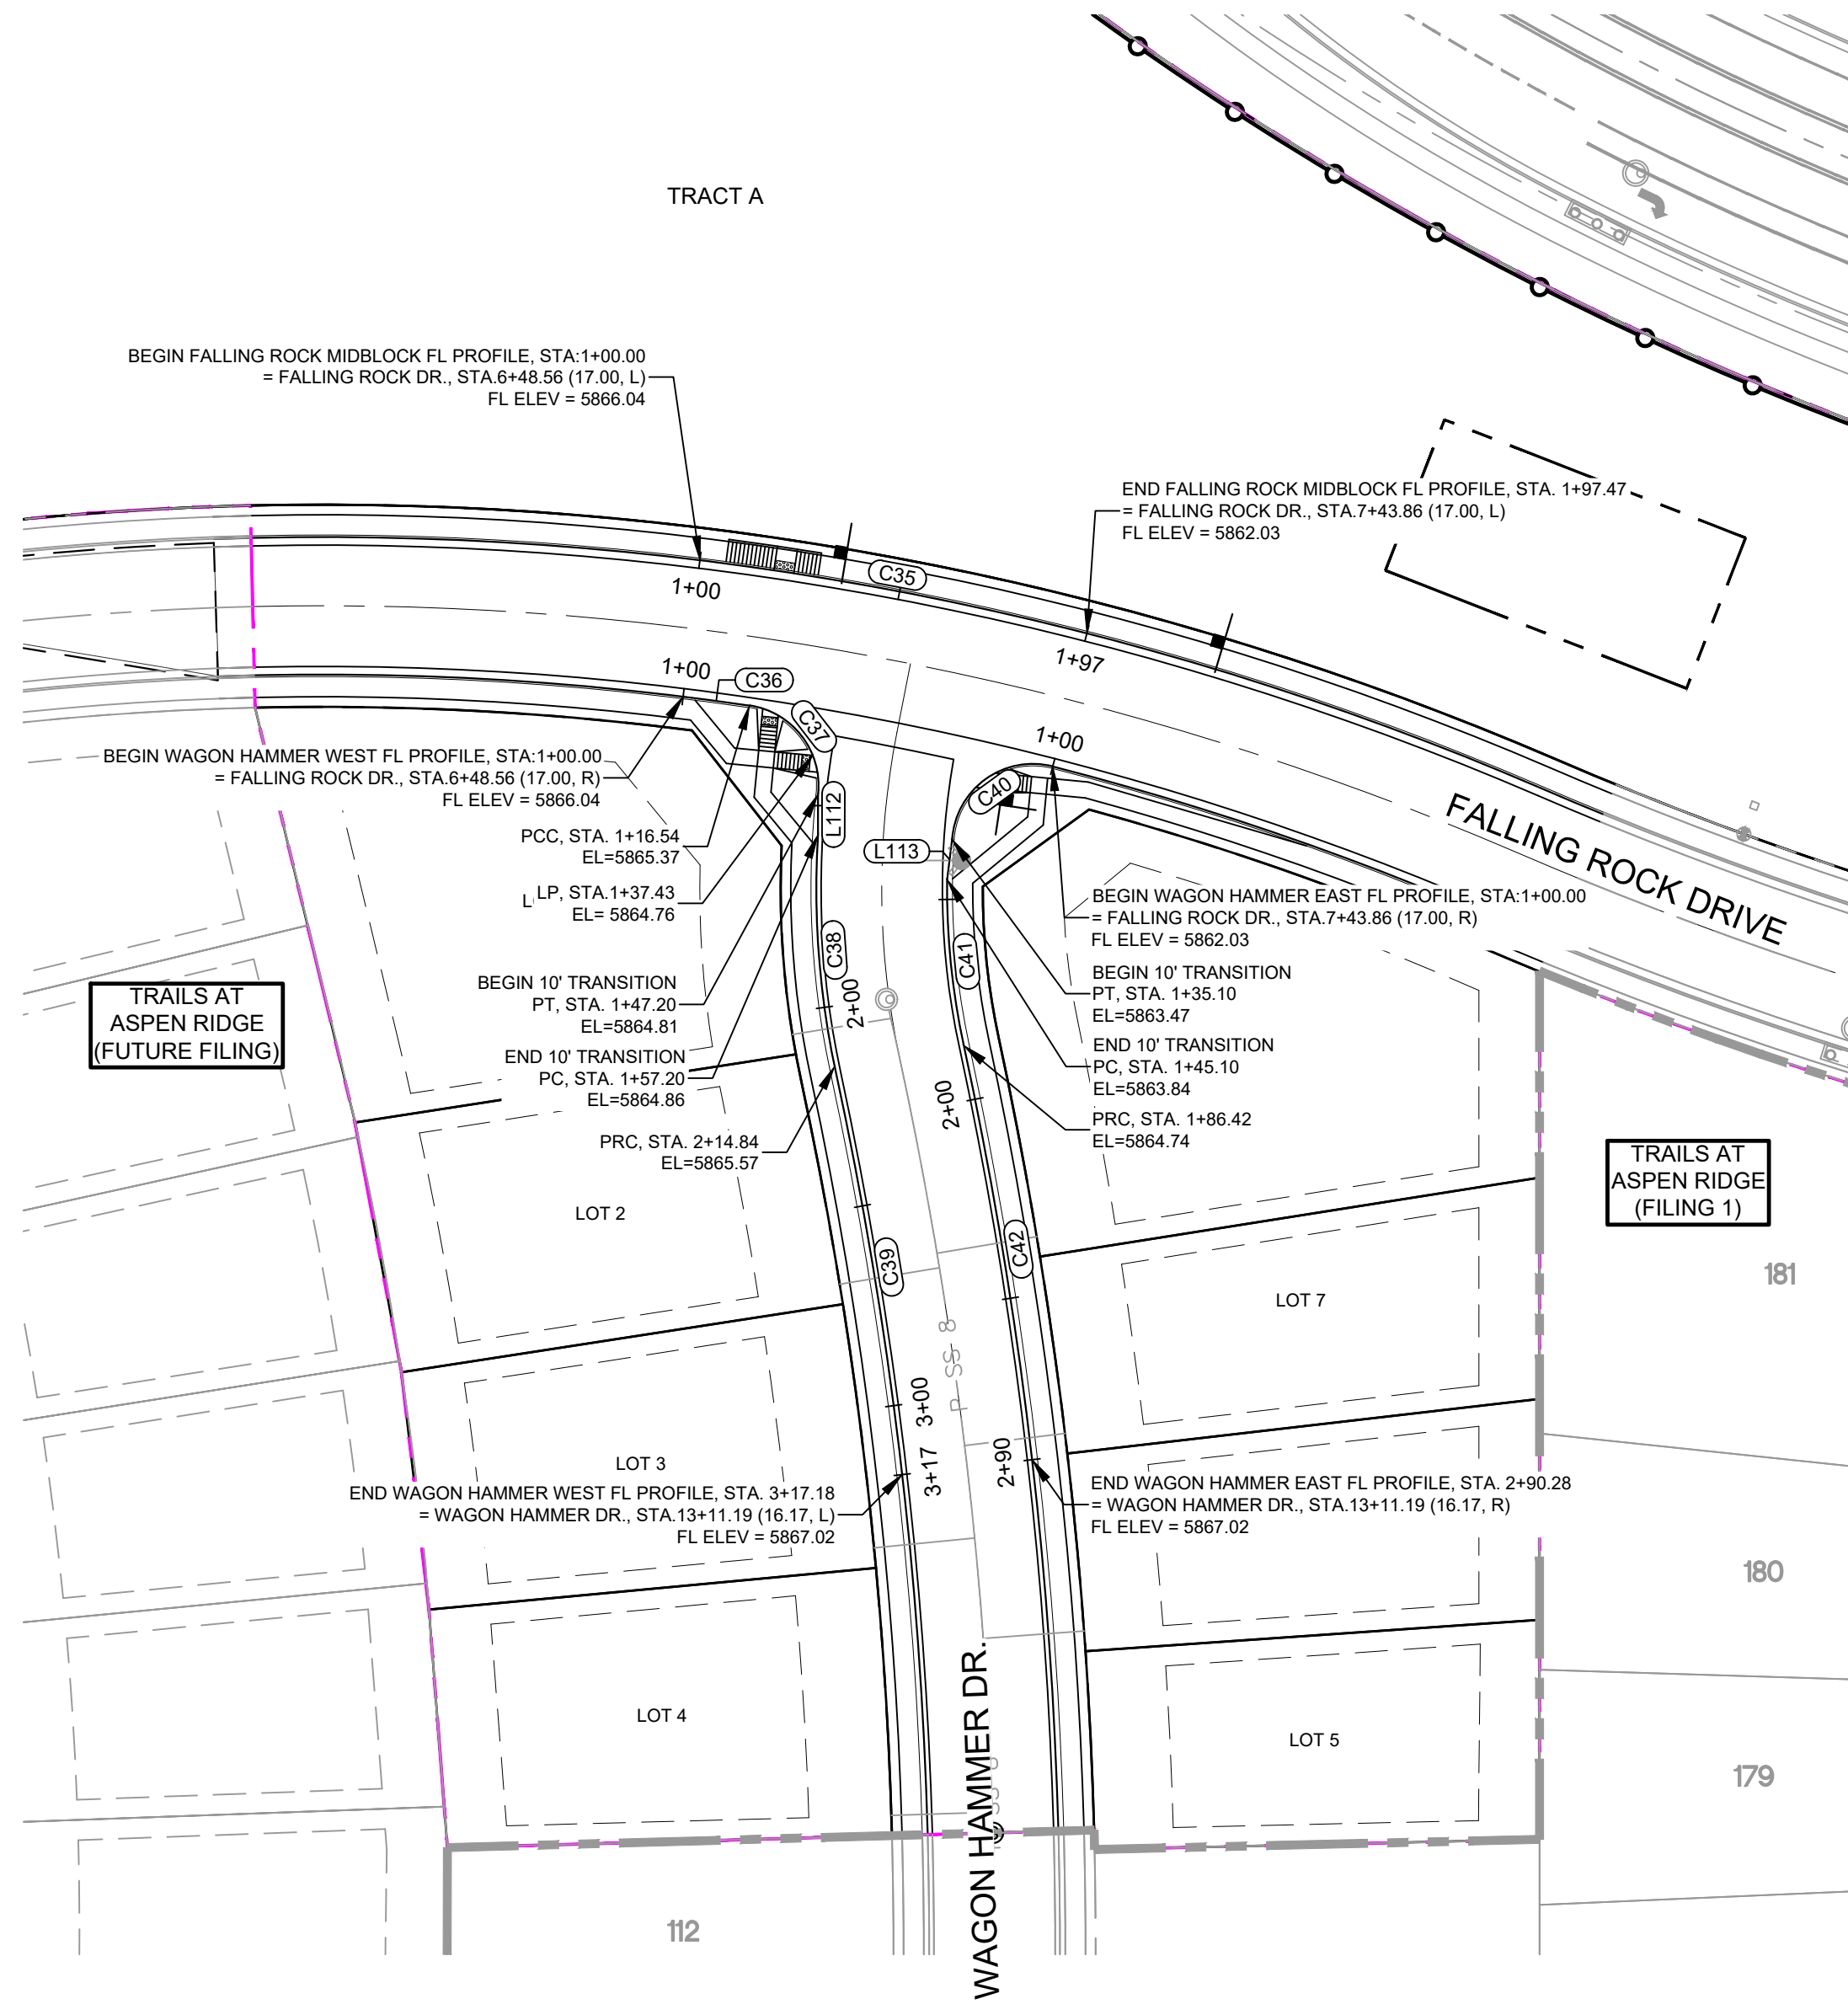 TRACT A
BEGIN FALLING ROCK MIDBLOCK FL PROFILE, STA:1+00.00
= FALLING ROCK DR., STA.6+48.56 (17.00, L)
FL ELEV = 5866.04
END FALLING ROCK MIDBLOCK FL PROFILE, STA. 1+97.47
= FALLING ROCK DR., STA.7+43.86 (17.00, L)
FL ELEV = 5862.03
C35
1+00
1+97
1+00
C36
C37
1+00
BEGIN WAGON HAMMER WEST FL PROFILE, STA:1+00.00
= FALLING ROCK DR., STA.6+48.56 (17.00, R)
FL ELEV = 5866.04
L112
C40
L113
FALLING ROCK DRIVE
PCC, STA. 1+16.54
EL=5865.37
LP, STA.1+37.43
EL= 5864.76
BEGIN WAGON HAMMER EAST FL PROFILE, STA:1+00.00
= FALLING ROCK DR., STA.7+43.86 (17.00, R)
FL ELEV = 5862.03
C38
C41
BEGIN 10' TRANSITION
PT, STA. 1+47.20
EL=5864.81
BEGIN 10' TRANSITION
PT, STA. 1+35.10
EL=5863.47
2+00
TRAILS AT
ASPEN RIDGE
(FUTURE FILING)
END 10' TRANSITION
PC, STA. 1+57.20
EL=5864.86
END 10' TRANSITION
PC, STA. 1+45.10
EL=5863.84
2+00
PRC, STA. 2+14.84
EL=5865.57
PRC, STA. 1+86.42
EL=5864.74
TRAILS AT
ASPEN RIDGE
(FILING 1)
LOT 2
C39
C42
181
LOT 7
P SS 8
3+00
LOT 3
3+17
2+90
END WAGON HAMMER WEST FL PROFILE, STA. 3+17.18
= WAGON HAMMER DR., STA.13+11.19 (16.17, L)
FL ELEV = 5867.02
END WAGON HAMMER EAST FL PROFILE, STA. 2+90.28
= WAGON HAMMER DR., STA.13+11.19 (16.17, R)
FL ELEV = 5867.02
180
LOT 4
LOT 5
179
WAGON HAMMER DR.
112